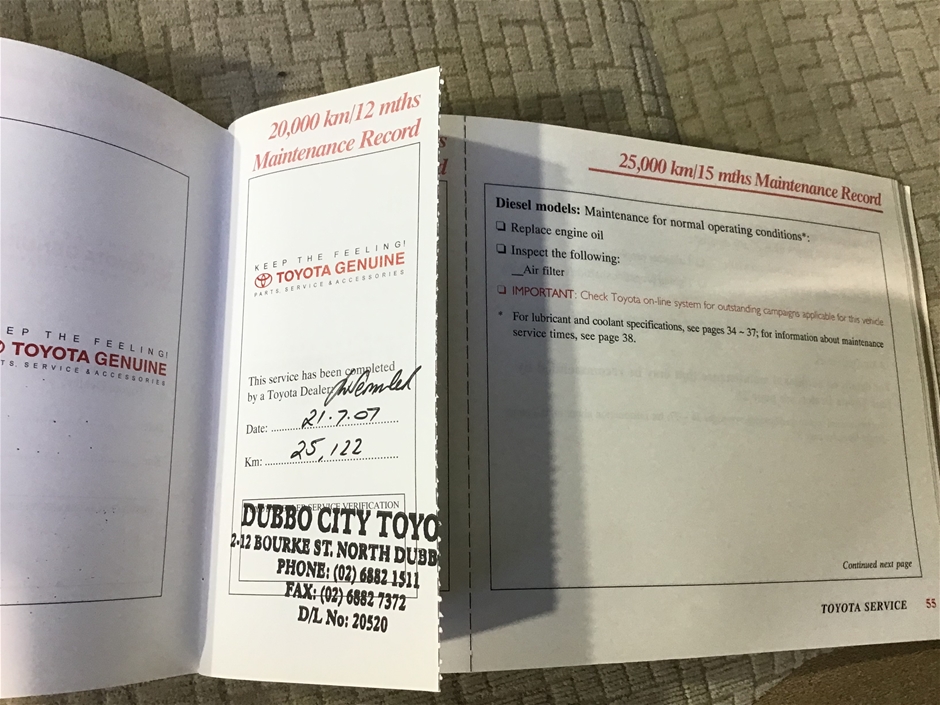 EP THE FEELING!
TOYOTA GENUINE
TS, SERVICE & ACCESSORIES
20,000 km/12 mths
Maintenance Record
KEEP THE FEELING!
TOYOTA GENUINE
PARTS, SERVICE & ACCESSORIES
This service has been completed
by a Toyota Dealer:
Date: 21.7.07
Km: 25,122
SERVICE VERIFICATION
DUBBO CITY TOYO
2-12 BOURKE ST. NORTH DUBB
PHONE: (02) 6882 1511
FAX: (02) 6882 7372
D/L No: 20520
25,000 km/15 mths Maintenance Record
Diesel models: Maintenance for normal operating conditions*:
❑ Replace engine oil
❑ Inspect the following:
__Air filter
❑ IMPORTANT: Check Toyota on-line system for outstanding campaigns applicable for this vehicle
* For lubricant and coolant specifications, see pages 34 ~ 37; for information about maintenance
service times, see page 38.
Continued next page
TOYOTA SERVICE 55